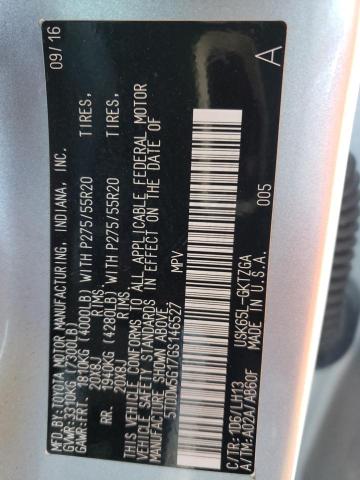 MFD.BY:TOYOTA MOTOR MANUFACTURING, INDIANA, INC. 09/16
GVWR:3310KG(7300LB)
GAWR:FRT. 1810KG (4000LB) WITH P275/55R20 TIRES,
20X8J RIMS,
RR. 1940KG (4280LB) WITH P275/55R20 TIRES,
20X8J RIMS,
THIS VEHICLE CONFORMS TO ALL APPLICABLE FEDERAL MOTOR
VEHICLE SAFETY STANDARDS IN EFFECT ON THE DATE OF
MANUFACTURE SHOWN ABOVE.
5TDDW5G17GS146527 MPV A
005
C/TR:1D6/LH13 USK65L-GKTZGA
A/TM:A02A/AB60F MADE IN U.S.A.